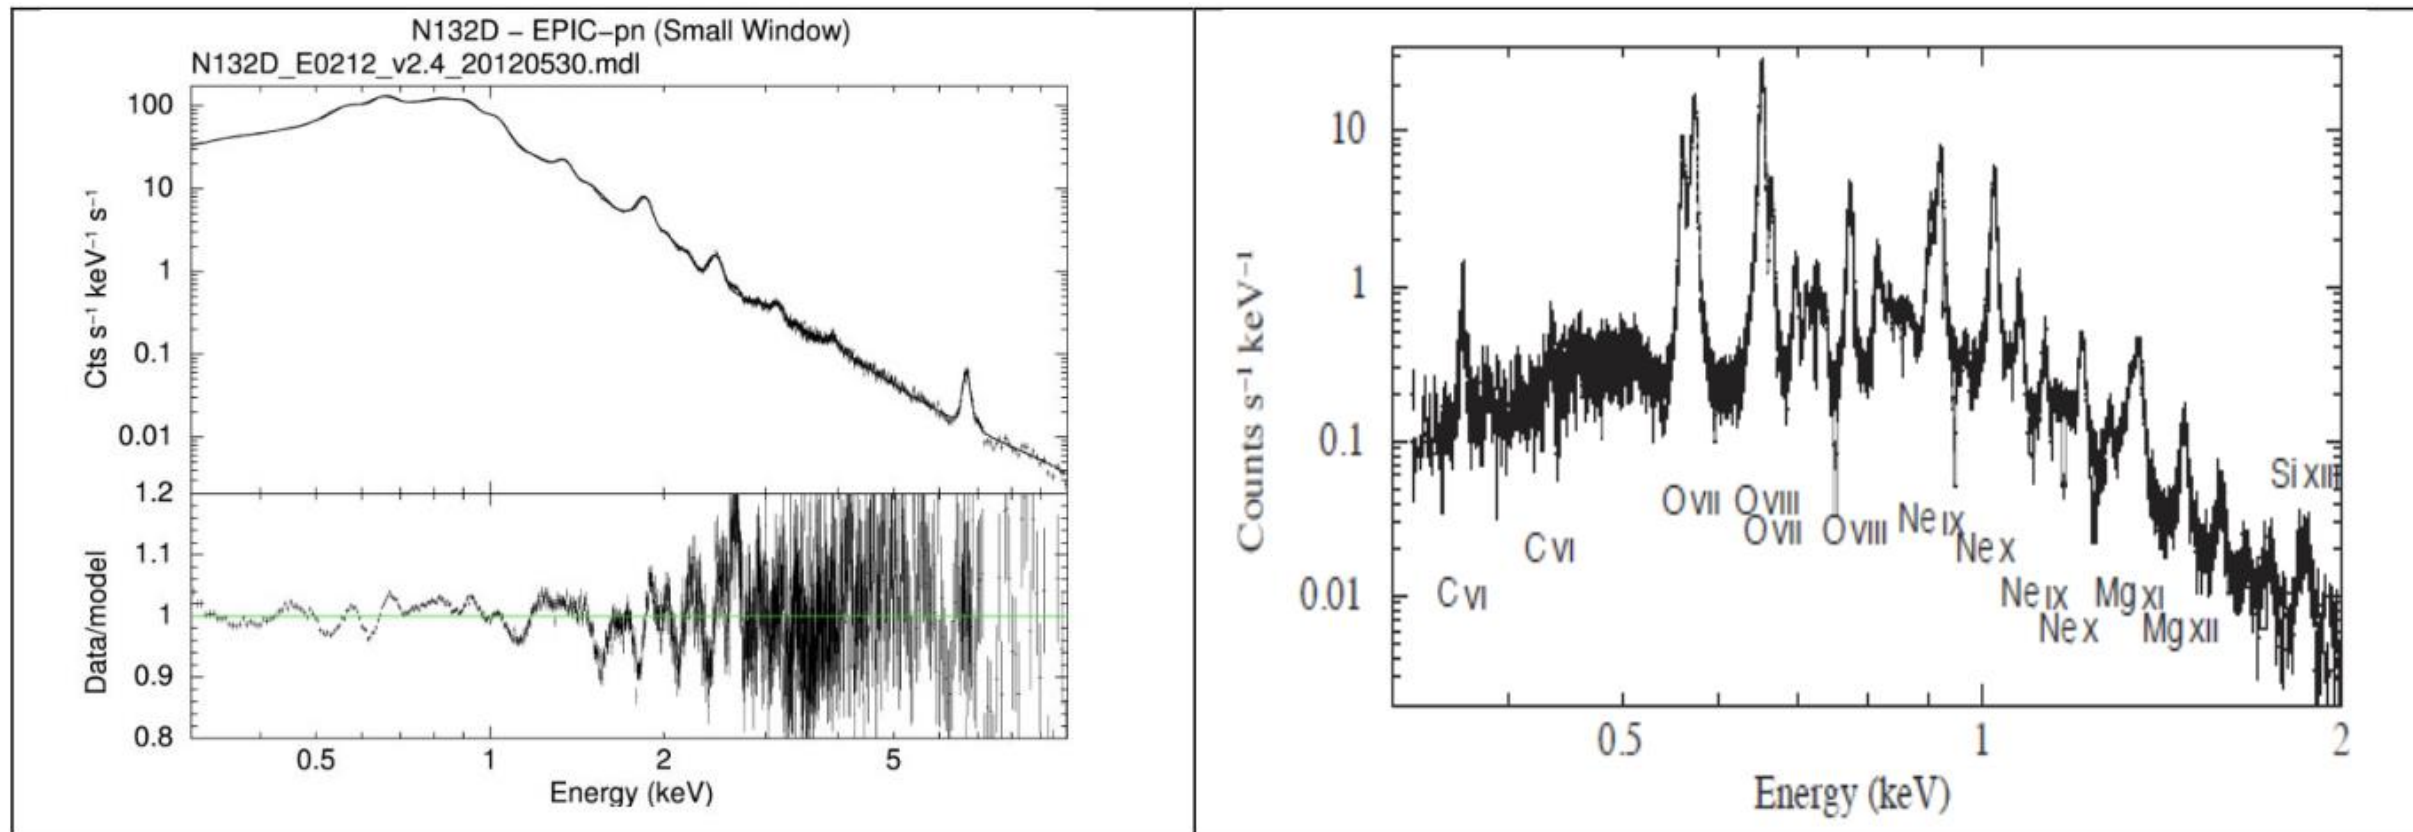 N132D − EPIC−pn (Small Window)
N132D_E0212_v2.4_20120530.mdl
Cts s⁻¹ keV⁻¹ s⁻¹
100
10
1
0.1
0.01
Data/model
1.2
1.1
1
0.9
0.8
0.5 1 2 5
Energy (keV)
Counts s⁻¹ keV⁻¹
10
1
0.1
0.01
C VI
C VI
O VII
O VIII
O VII
O VIII
Ne IX
Ne X
Ne IX
Ne X
Mg XI
Mg XII
Si XIII
0.5 1 2
Energy (keV)